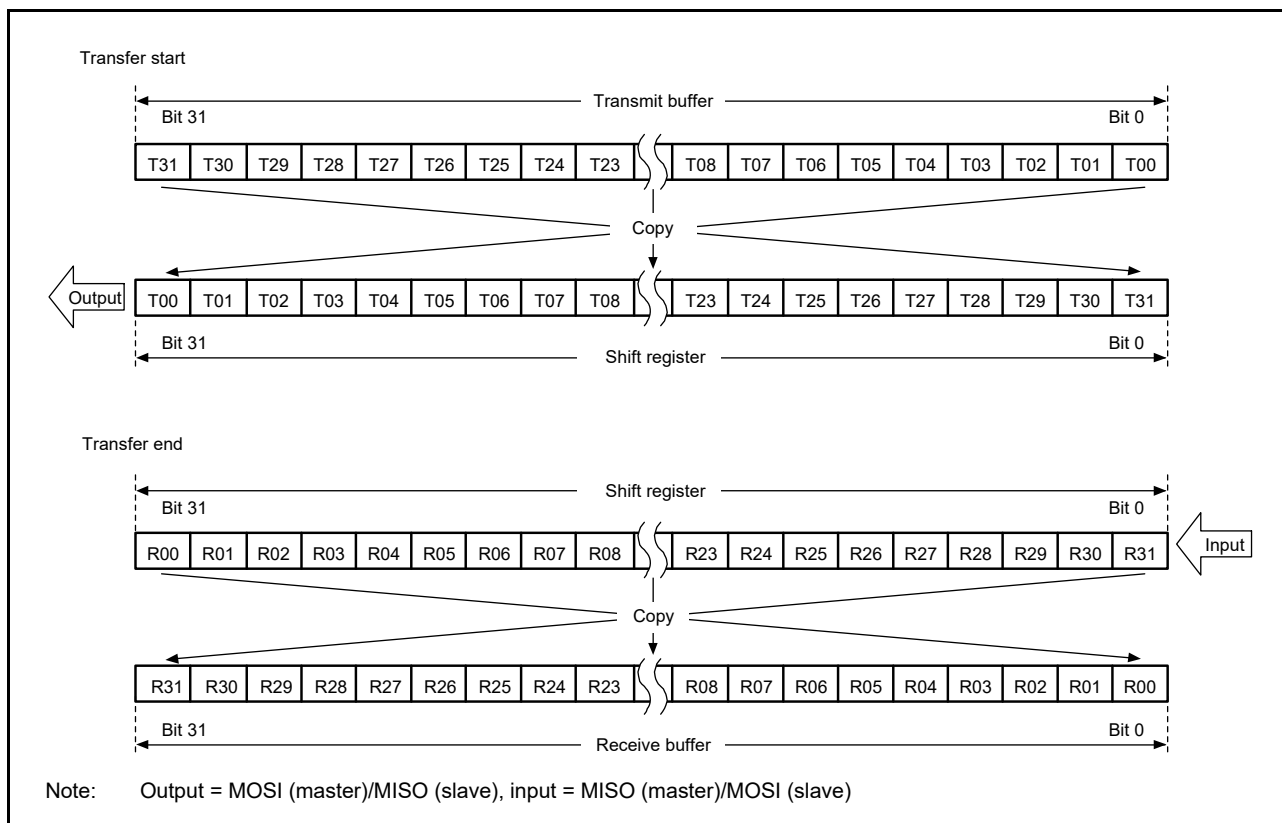 Transfer start
Transmit buffer
Bit 31 Bit 0
T31 T30 T29 T28 T27 T26 T25 T24 T23 T08 T07 T06 T05 T04 T03 T02 T01 T00
Copy
Output T00 T01 T02 T03 T04 T05 T06 T07 T08 T23 T24 T25 T26 T27 T28 T29 T30 T31
Bit 31 Bit 0
Shift register
Transfer end
Shift register
Bit 31 Bit 0
R00 R01 R02 R03 R04 R05 R06 R07 R08 R23 R24 R25 R26 R27 R28 R29 R30 R31 Input
Copy
R31 R30 R29 R28 R27 R26 R25 R24 R23 R08 R07 R06 R05 R04 R03 R02 R01 R00
Bit 31 Bit 0
Receive buffer
Note: Output = MOSI (master)/MISO (slave), input = MISO (master)/MOSI (slave)